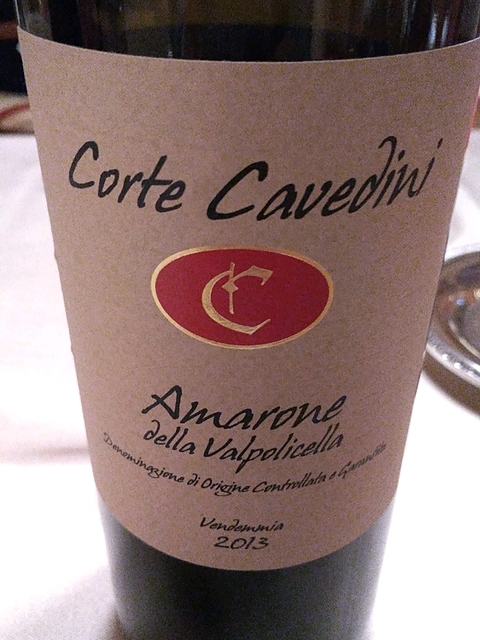 Corte Cavedini
C
Amarone
della Valpolicella
Denominazione di Origine Controllata e Garantita
Vendemmia
2013